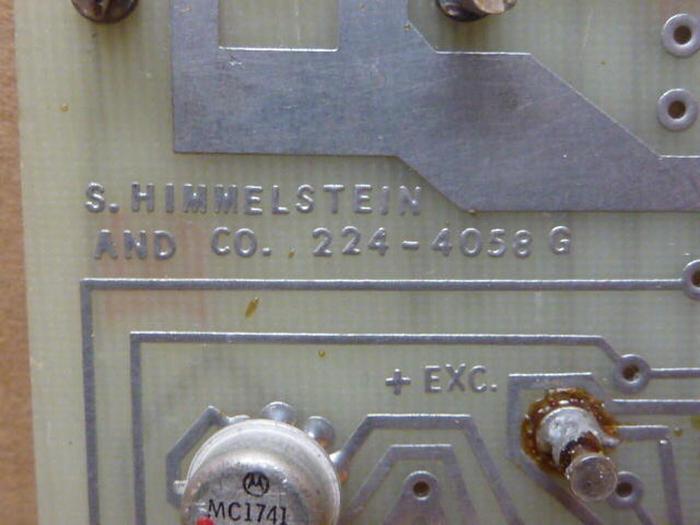 S. HIMMELSTEIN
AND CO. 224-4058 G
+ EXC.
MC1741